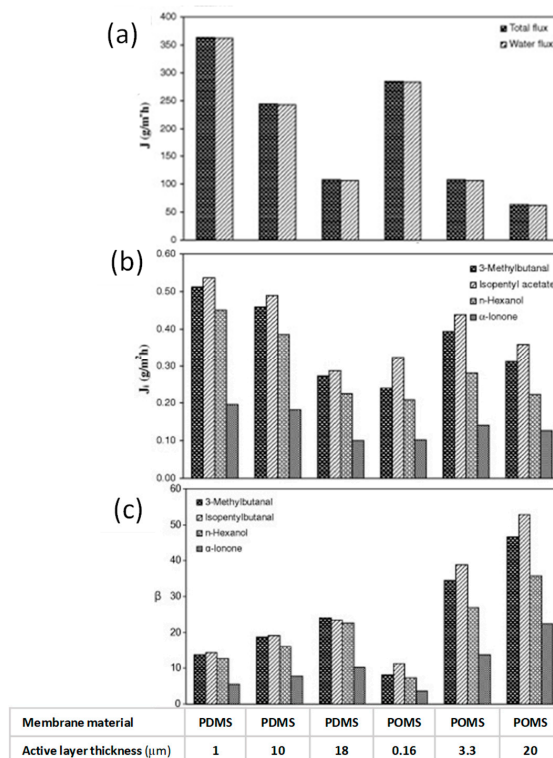 (a)
Total flux
Water flux
J (g/m²h)
400
350
300
250
200
150
100
50
0
(b)
3-Methylbutanal
Isopentyl acetate
n-Hexanol
α-Ionone
Jᵢ (g/m²h)
0.60
0.50
0.40
0.30
0.20
0.10
0.00
(c)
3-Methylbutanal
Isopentylbutanal
n-Hexanol
α-Ionone
60
50
40
30
20
10
0
Membrane material PDMS PDMS PDMS POMS POMS POMS
Active layer thickness (μm) 1 10 18 0.16 3.3 20